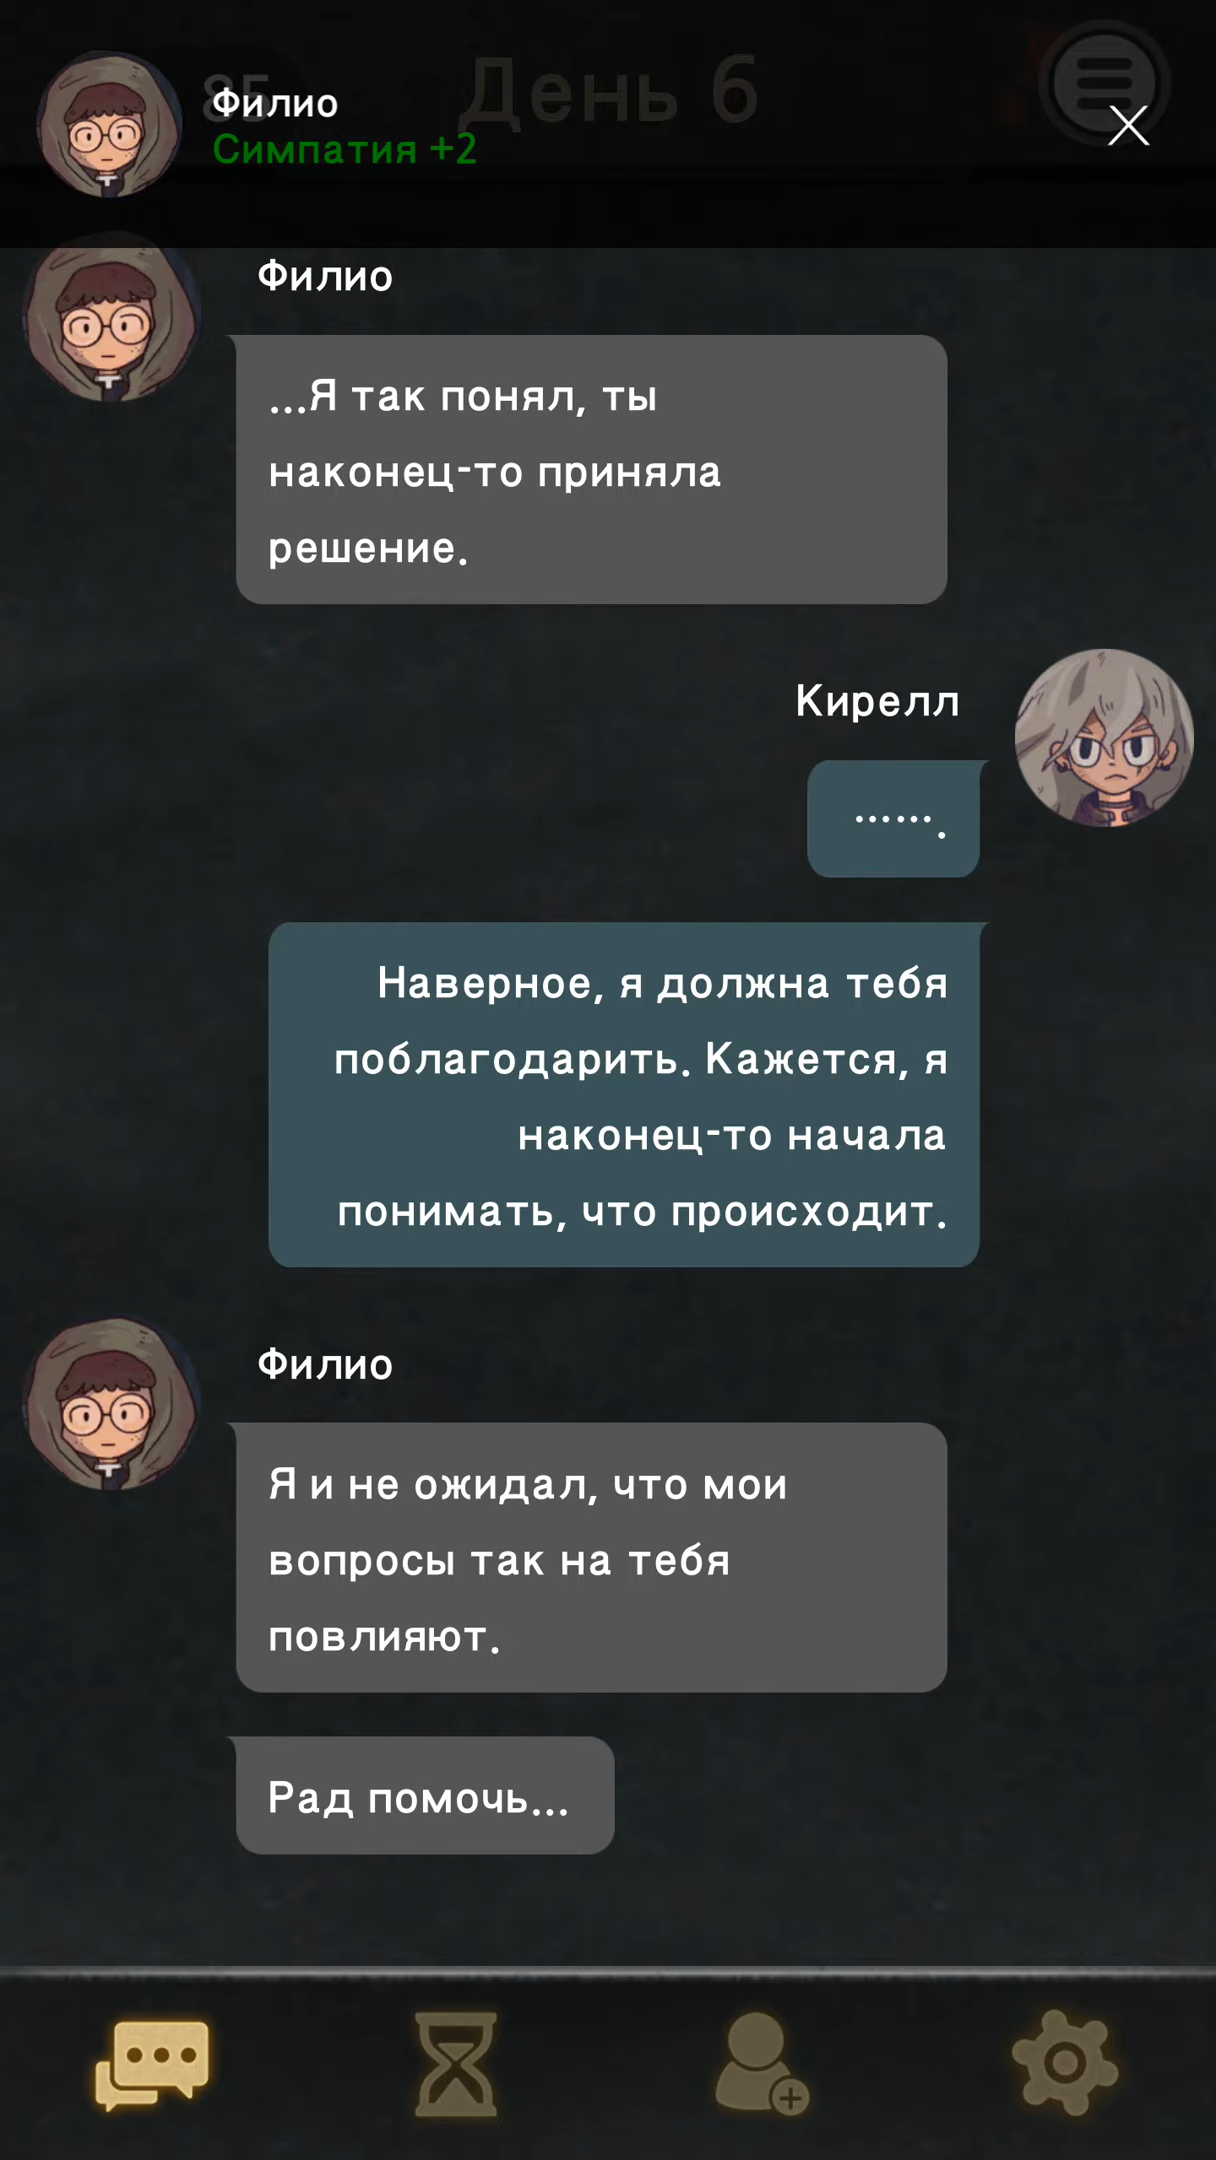 85
День 6
Филио
Симпатия +2
Филио
...Я так понял, ты
наконец-то приняла
решение.
Кирелл
…….
Наверное, я должна тебя
поблагодарить. Кажется, я
наконец-то начала
понимать, что происходит.
Филио
Я и не ожидал, что мои
вопросы так на тебя
повлияют.
Рад помочь...